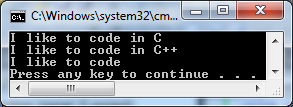 C:\Windows\system32\cm...
I like to code in C
I like to code in C++
I like to code
Press any key to continue . . .